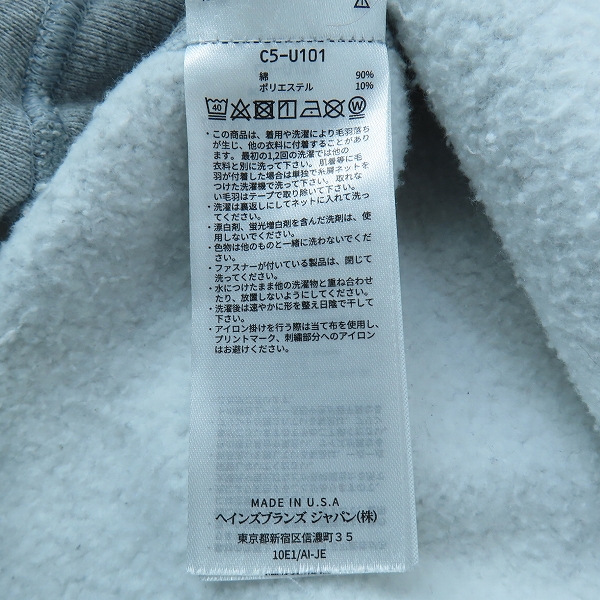 C5-U101
綿 90%
ポリエステル 10%
40 W
・この商品は、着用や洗濯により毛羽落ち
が生じ、他の衣料に付着することがあり
ます。最初の1,2回の洗濯では他の
衣料と別に洗って下さい。肌着等に毛
羽が付着した場合は単独で糸屑ネットを
つけた洗濯機で洗って下さい。取れな
い毛羽はテープで取り除いて下さい。
・洗濯は裏返しにしてネットに入れて洗っ
てください。
・漂白剤、蛍光増白剤を含んだ洗剤は、使
用しないでください。
・色物は他のものと一緒に洗わないでくだ
さい。
・ファスナーが付いている製品は、閉じて
洗ってください。
・水につけたまま他の洗濯物と重ね合わせ
たり、放置しないようにしてください。
・洗濯後は速やかに形を整え日陰で干して
下さい。
・アイロン掛けを行う際は当て布を使用し、
プリントマーク、刺繍部分へのアイロン
はお避けください。
MADE IN U.S.A
ヘインズブランズ ジャパン(株)
東京都新宿区信濃町35
10E1/AI-JE